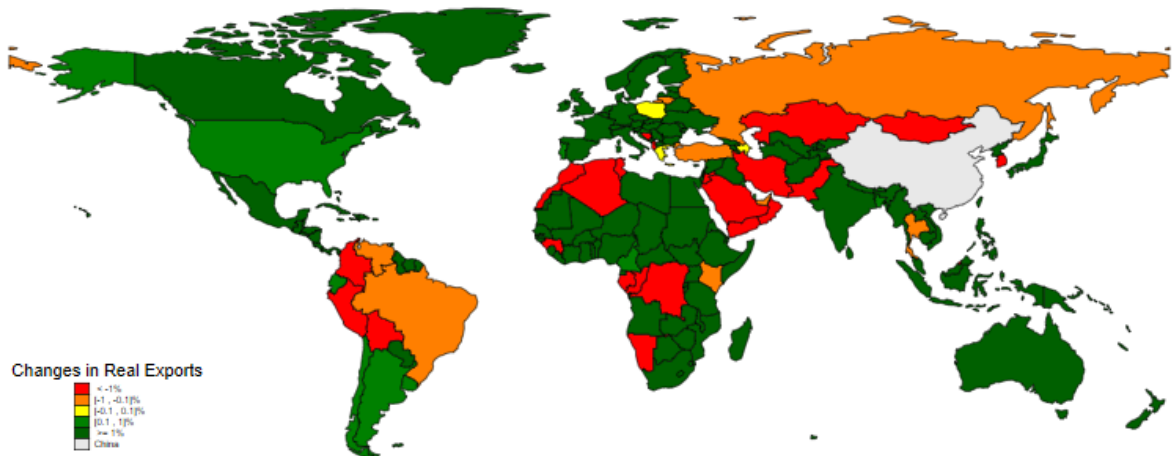 Changes in Real Exports
< -1%
[-1 , -0.1]%
[-0.1 , 0.1]%
[0.1 , 1]%
>= 1%
China